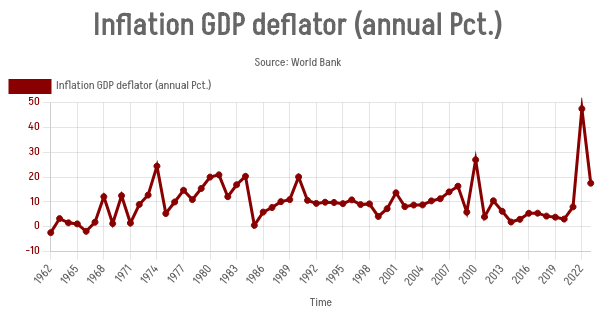 Inflation GDP deflator (annual Pct.)
Source: World Bank
Inflation GDP deflator (annual Pct.)
50
40
30
20
10
0
-10
1962 1965 1968 1971 1974 1977 1980 1983 1986 1989 1992 1995 1998 2001 2004 2007 2010 2013 2016 2019 2022
Time